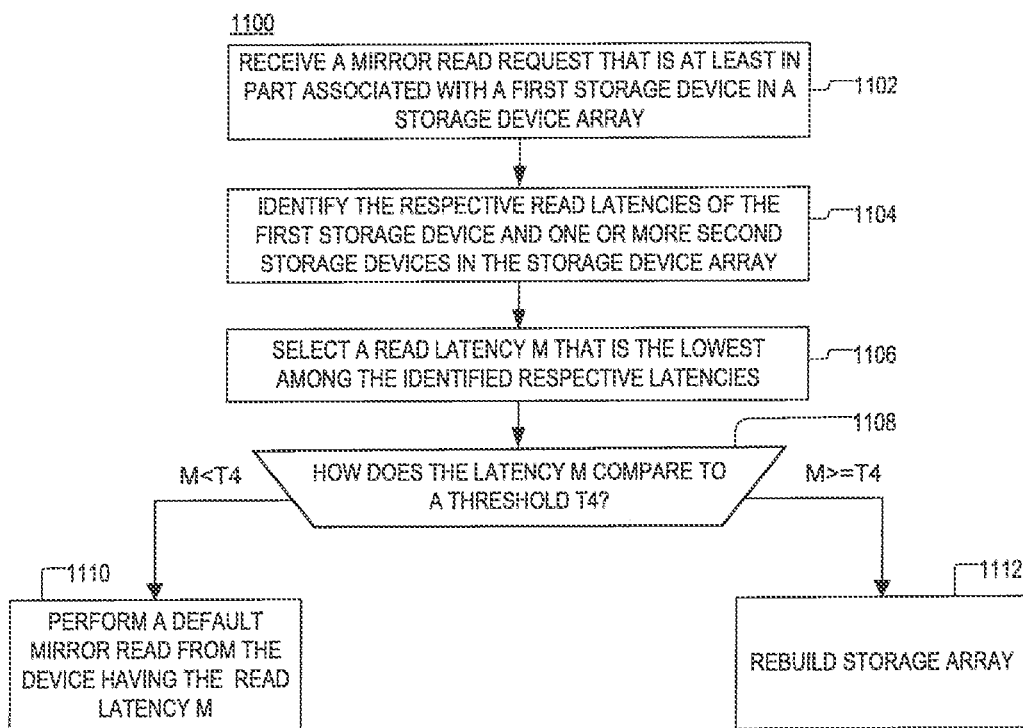 1100
RECEIVE A MIRROR READ REQUEST THAT IS AT LEAST IN
PART ASSOCIATED WITH A FIRST STORAGE DEVICE IN A
STORAGE DEVICE ARRAY
1102
IDENTIFY THE RESPECTIVE READ LATENCIES OF THE
FIRST STORAGE DEVICE AND ONE OR MORE SECOND
STORAGE DEVICES IN THE STORAGE DEVICE ARRAY
1104
SELECT A READ LATENCY M THAT IS THE LOWEST
AMONG THE IDENTIFIED RESPECTIVE LATENCIES
1106
1108
HOW DOES THE LATENCY M COMPARE TO
A THRESHOLD T4?
M<T4
M>=T4
1110
PERFORM A DEFAULT
MIRROR READ FROM THE
DEVICE HAVING THE READ
LATENCY M
1112
REBUILD STORAGE ARRAY